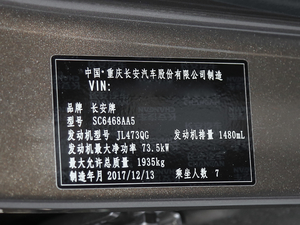 中国·重庆长安汽车股份有限公司制造
VIN:
品牌 长安牌
型号 SC6468AA5
发动机型号 JL473QG 发动机排量 1480mL
发动机最大净功率 73.5kW
最大允许总质量 1935kg
制造年月 2017/12/13 乘坐人数 7